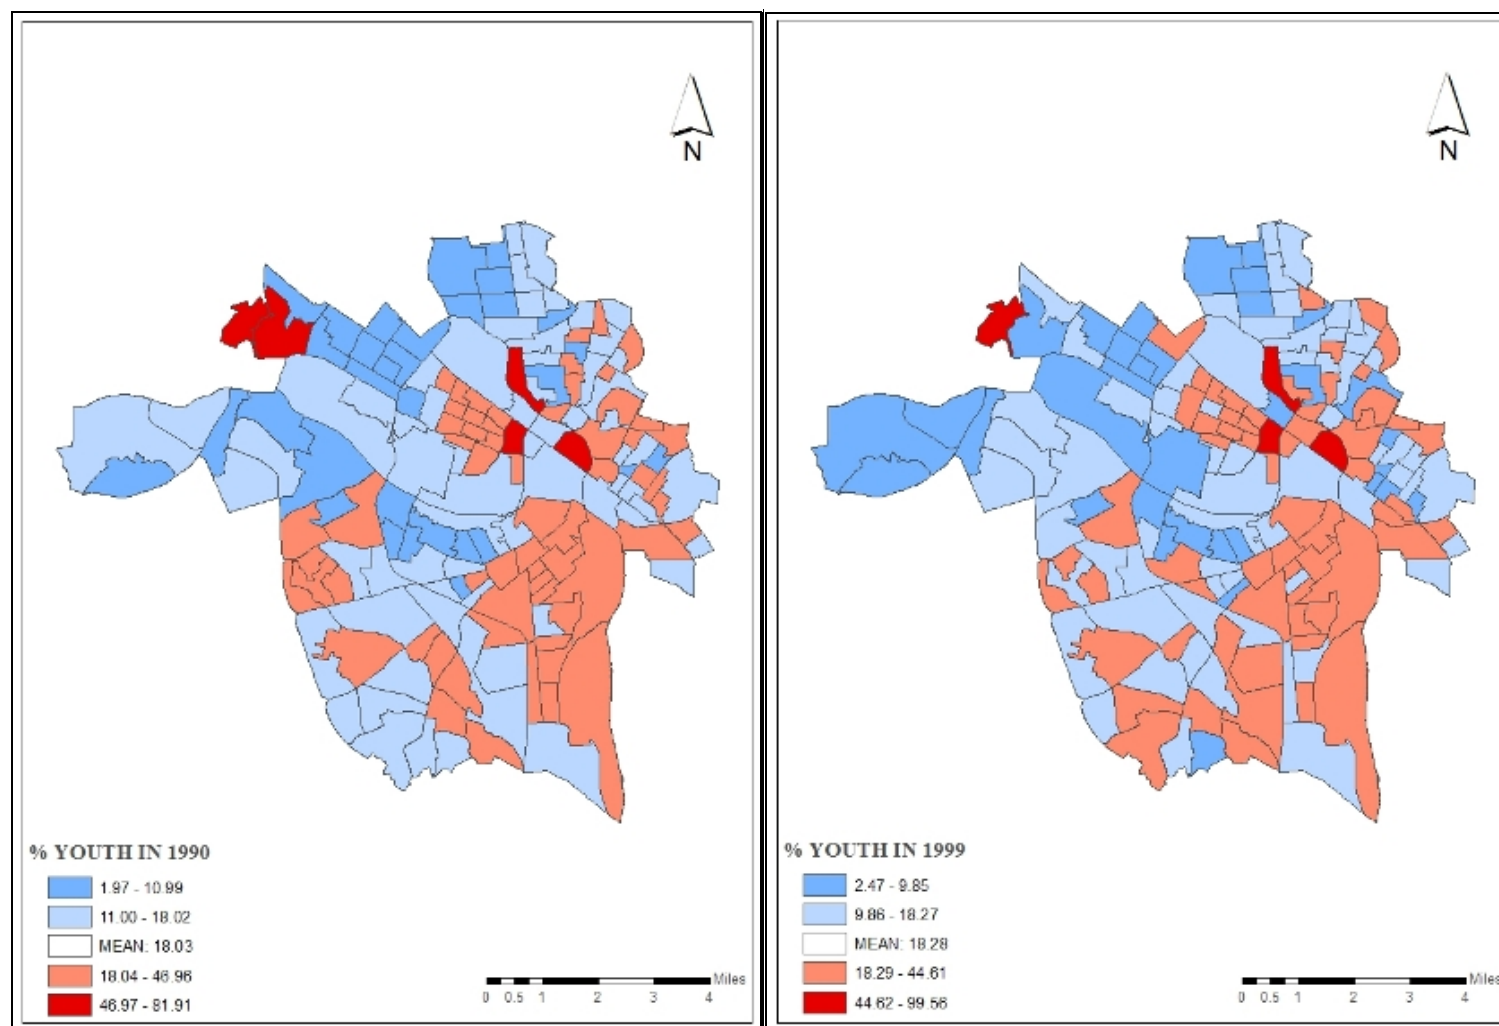 N
% YOUTH IN 1990
1.97 - 10.99
11.00 - 18.02
MEAN: 18.03
18.04 - 46.96
46.97 - 81.91
Miles
0 0.5 1 2 3 4
N
% YOUTH IN 1999
2.47 - 9.85
9.86 - 18.27
MEAN: 18.28
18.29 - 44.61
44.62 - 99.56
Miles
0 0.5 1 2 3 4